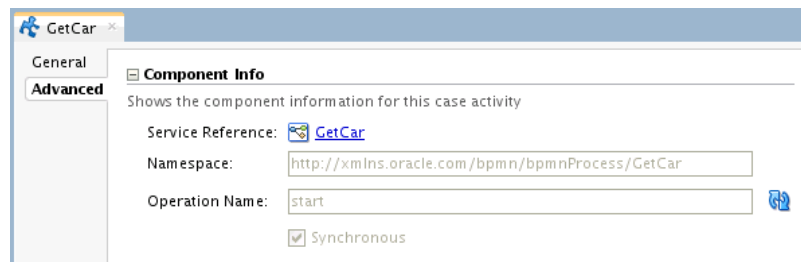 GetCar
General
Advanced
Component Info
Shows the component information for this case activity
Service Reference: GetCar
Namespace: http://xmlns.oracle.com/bpmn/bpmnProcess/GetCar
Operation Name: start
Synchronous